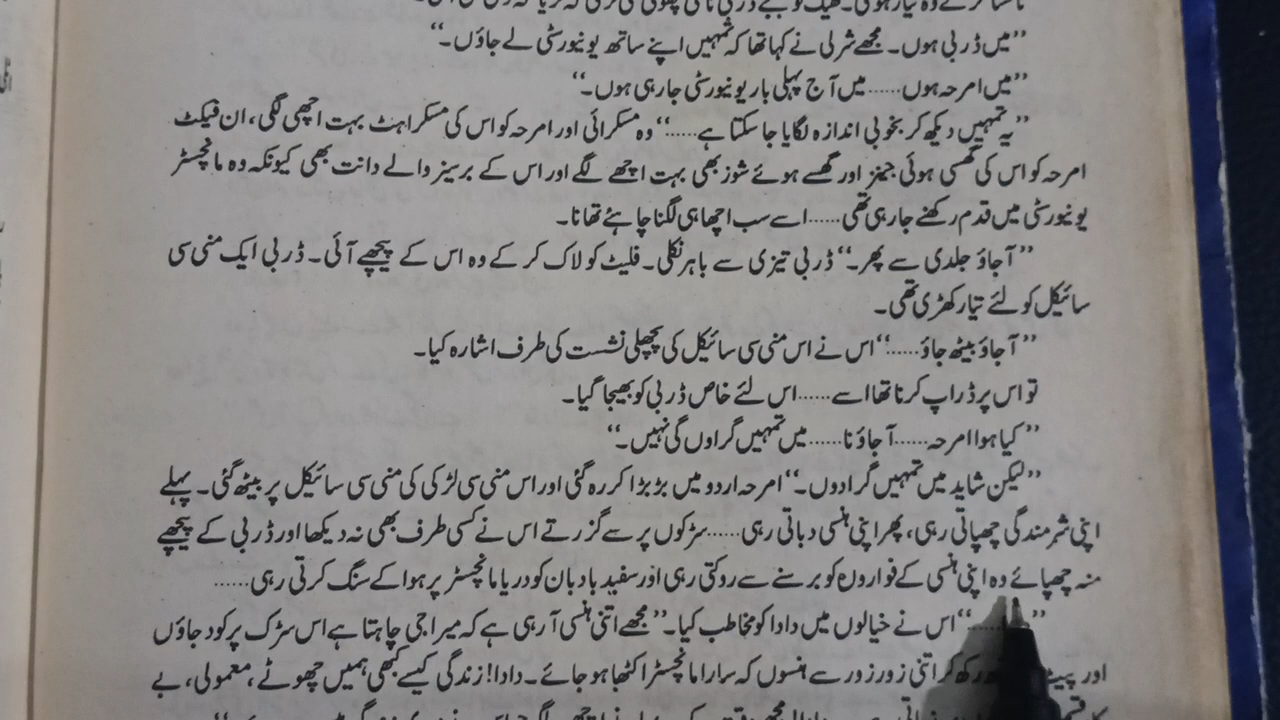 ”میں ڈربی ہوں۔ مجھے شرلی نے کہا تھا کہ تمہیں اپنے ساتھ یونیورسٹی لے جاؤں۔“
”میں امرحہ ہوں...... میں آج پہلی بار یونیورسٹی جارہی ہوں۔“
”یہ تمہیں دیکھ کر بخوبی اندازہ لگایا جاسکتا ہے.....“ وہ مسکرائی اور امرحہ کو اس کی مسکراہٹ بہت اچھی لگی، ان فیکٹ
امرحہ کو اس کی گھسی ہوئی جینز اور گھسے ہوئے شوز بھی بہت اچھے لگے اور اس کے بریسز والے دانت بھی کیونکہ وہ مانچسٹر
یونیورسٹی میں قدم رکھنے جارہی تھی...... اسے سب اچھا ہی لگنا چاہئے تھا نا۔
”آجاؤ جلدی سے پھر۔“ ڈربی تیزی سے باہر نکلی۔ فلیٹ کو لاک کر کے وہ اس کے پیچھے آئی۔ ڈربی ایک منی سی
سائیکل کو لئے تیار کھڑی تھی۔
”آجاؤ بیٹھ جاؤ......“ اس نے اس منی سی سائیکل کی پچھلی نشست کی طرف اشارہ کیا۔
تو اس پر ڈراپ کرنا تھا اسے...... اس لئے خاص ڈربی کو بھیجا گیا۔
”کیا ہوا امرحہ...... آجاؤ نا...... میں تمہیں گراوں گی نہیں۔“
”لیکن شاید میں تمہیں گرادوں۔“ امرحہ اردو میں بڑبڑا کر رہ گئی اور اس منی سی لڑکی کی منی سی سائیکل پر بیٹھ گئی۔ پہلے
اپنی شرمندگی چھپاتی رہی، پھر اپنی ہنسی دباتی رہی...... سڑکوں پر سے گزرتے اس نے کسی طرف بھی نہ دیکھا اور ڈربی کے پیچھے
منہ چھپائے وہ اپنی ہنسی کے فواروں کو برسنے سے روکتی رہی اور سفید بادبان کو دریا مانچسٹر پر ہوا کے سنگ کرتی رہی......
”.....“ اس نے خیالوں میں دادا کو مخاطب کیا۔ ”مجھے اتنی ہنسی آرہی ہے کہ میرا جی چاہتا ہے اس سڑک پر کود جاؤں
اور رکھ کر اتنی زور زور سے ہنسوں کہ سارا مانچسٹر اکٹھا ہو جائے۔ دادا! زندگی کیسے کبھی ہمیں چھوٹے، معمولی، بے